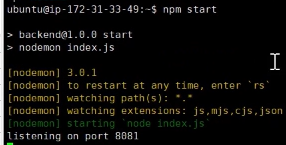 ubuntu@ip-172-31-33-49:~$ npm start
> backend@1.0.0 start
> nodemon index.js
[nodemon] 3.0.1
[nodemon] to restart at any time, enter `rs`
[nodemon] watching path(s): *.*
[nodemon] watching extensions: js,mjs,cjs,json
[nodemon] starting `node index.js`
listening on port 8081